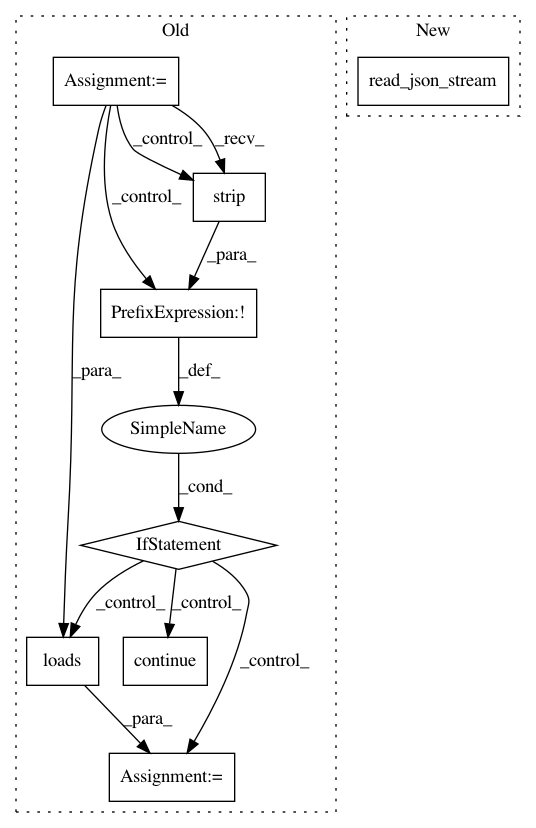 Old
New
Assignment:=
read_json_stream
_control_
_recv_
_control_
strip
_para_
PrefixExpression:!
_para_
_def_
SimpleName
_cond_
IfStatement
_control_
_control_
_control_
loads
continue
_para_
Assignment:=